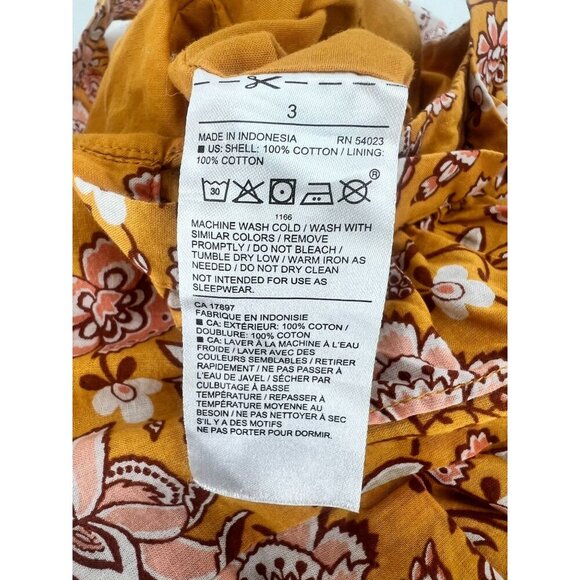 3
MADE IN INDONESIA RN 54023
■ US: SHELL: 100% COTTON / LINING:
100% COTTON
30
®
1166
MACHINE WASH COLD / WASH WITH
SIMILAR COLORS / REMOVE
PROMPTLY / DO NOT BLEACH /
TUMBLE DRY LOW / WARM IRON AS
NEEDED / DO NOT DRY CLEAN
NOT INTENDED FOR USE AS
SLEEPWEAR.
CA 17897
FABRIQUE EN INDONISIE
■ CA: EXTÉRIEUR: 100% COTON /
DOUBLURE: 100% COTON
■ CA: LAVER À LA MACHINE À L'EAU
FROIDE / LAVER AVEC DES
COULEURS SEMBLABLES / RETIRER
RAPIDEMENT / NE PAS PASSER À
L'EAU DE JAVEL / SÉCHER PAR
CULBUTAGE À BASSE
TEMPÉRATURE / REPASSER À
TEMPÉRATURE MOYENNE AU
BESOIN / NE PAS NETTOYER À SEC
S'IL Y A DES MOTIFS
NE PAS PORTER POUR DORMIR.